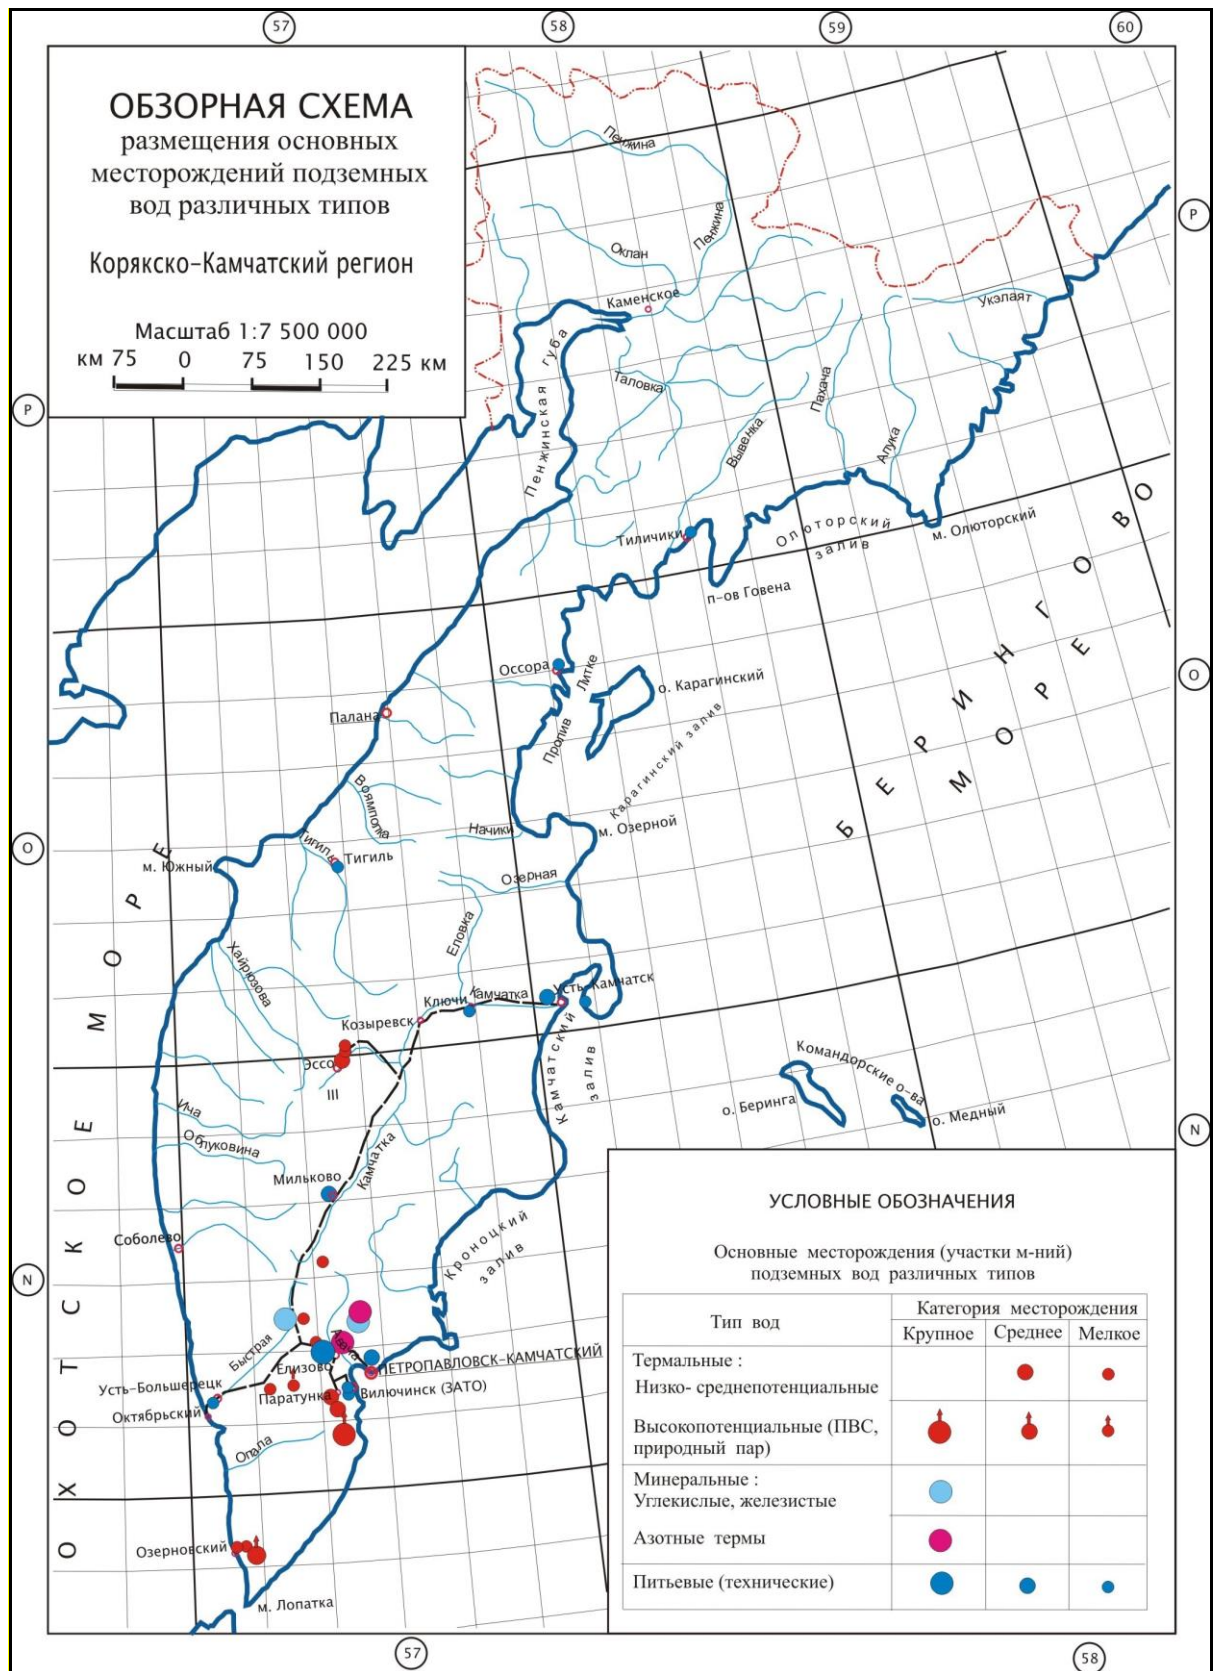 57
58
59
60
ОБЗОРНАЯ СХЕМА
размещения основных
месторождений подземных
вод различных типов
Корякско-Камчатский регион
Масштаб 1:7 500 000
км 75 0 75 150 225 км
Пенжина
Пенжина
Оклан
P
Каменское
Укэлаят
Пенжинская губа
Таловка
Пахача
P
Вывенка
Апука
Тиличики
Олюторский
залив
м. Олюторский
п-ов Говена
БЕРИНГОВО
МОРЕ
Оссора
Пролив Литке
о. Карагинский
O
Палана
Карагинский залив
Воямполка
Начики
м. Озерной
O
м. Южный
Тигиль
Тигиль
Озерная
Еловка
Хайрюзова
Усть-Камчатск
Ключи
Камчатка
Козыревск
Камчатский
залив
Эссо
III
Командорские о-ва
о. Беринга
о. Медный
N
Ича
Облуковина
Камчатка
Мильково
Соболево
Кроноцкий
залив
N
ОХОТСКОЕ МОРЕ
Быстрая
Авача
Елизово
ПЕТРОПАВЛОВСК-КАМЧАТСКИЙ
Усть-Большерецк
Паратунка
Вилючинск (ЗАТО)
Октябрьский
Опала
Озерновский
м. Лопатка
УСЛОВНЫЕ ОБОЗНАЧЕНИЯ
Основные месторождения (участки м-ний)
подземных вод различных типов
Тип вод
Категория месторождения
Крупное Среднее Мелкое
Термальные :
Низко- среднепотенциальные
Высокопотенциальные (ПВС,
природный пар)
Минеральные :
Углекислые, железистые
Азотные термы
Питьевые (технические)
57
58